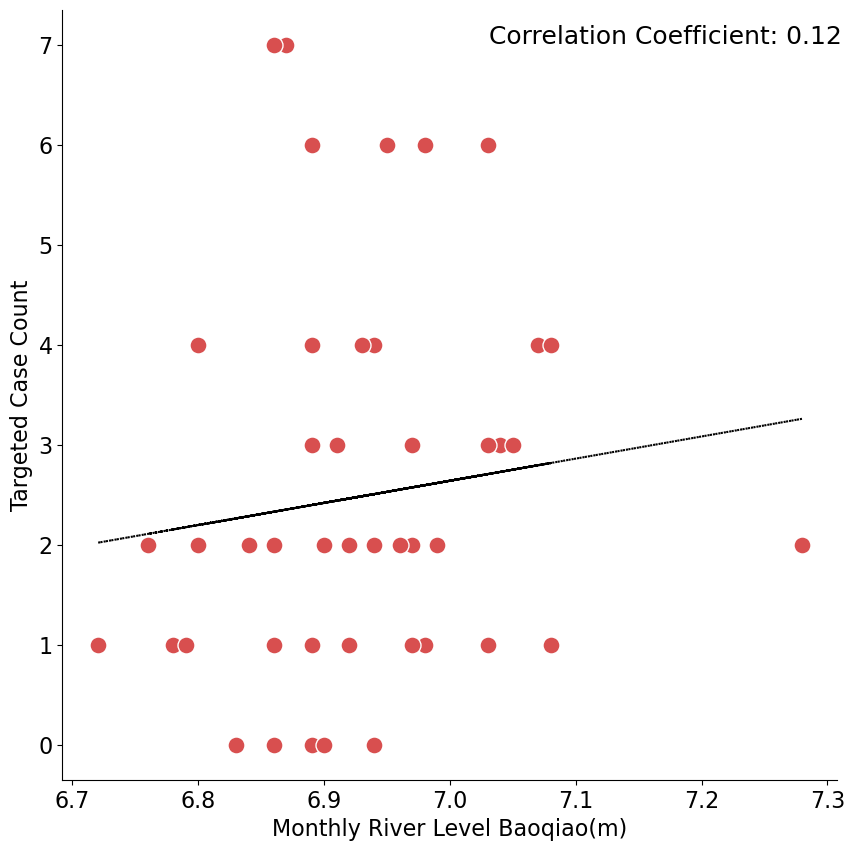 Correlation Coefficient: 0.12
7
6
5
4
3
2
1
0
Targeted Case Count
6.7 6.8 6.9 7.0 7.1 7.2 7.3
Monthly River Level Baoqiao(m)